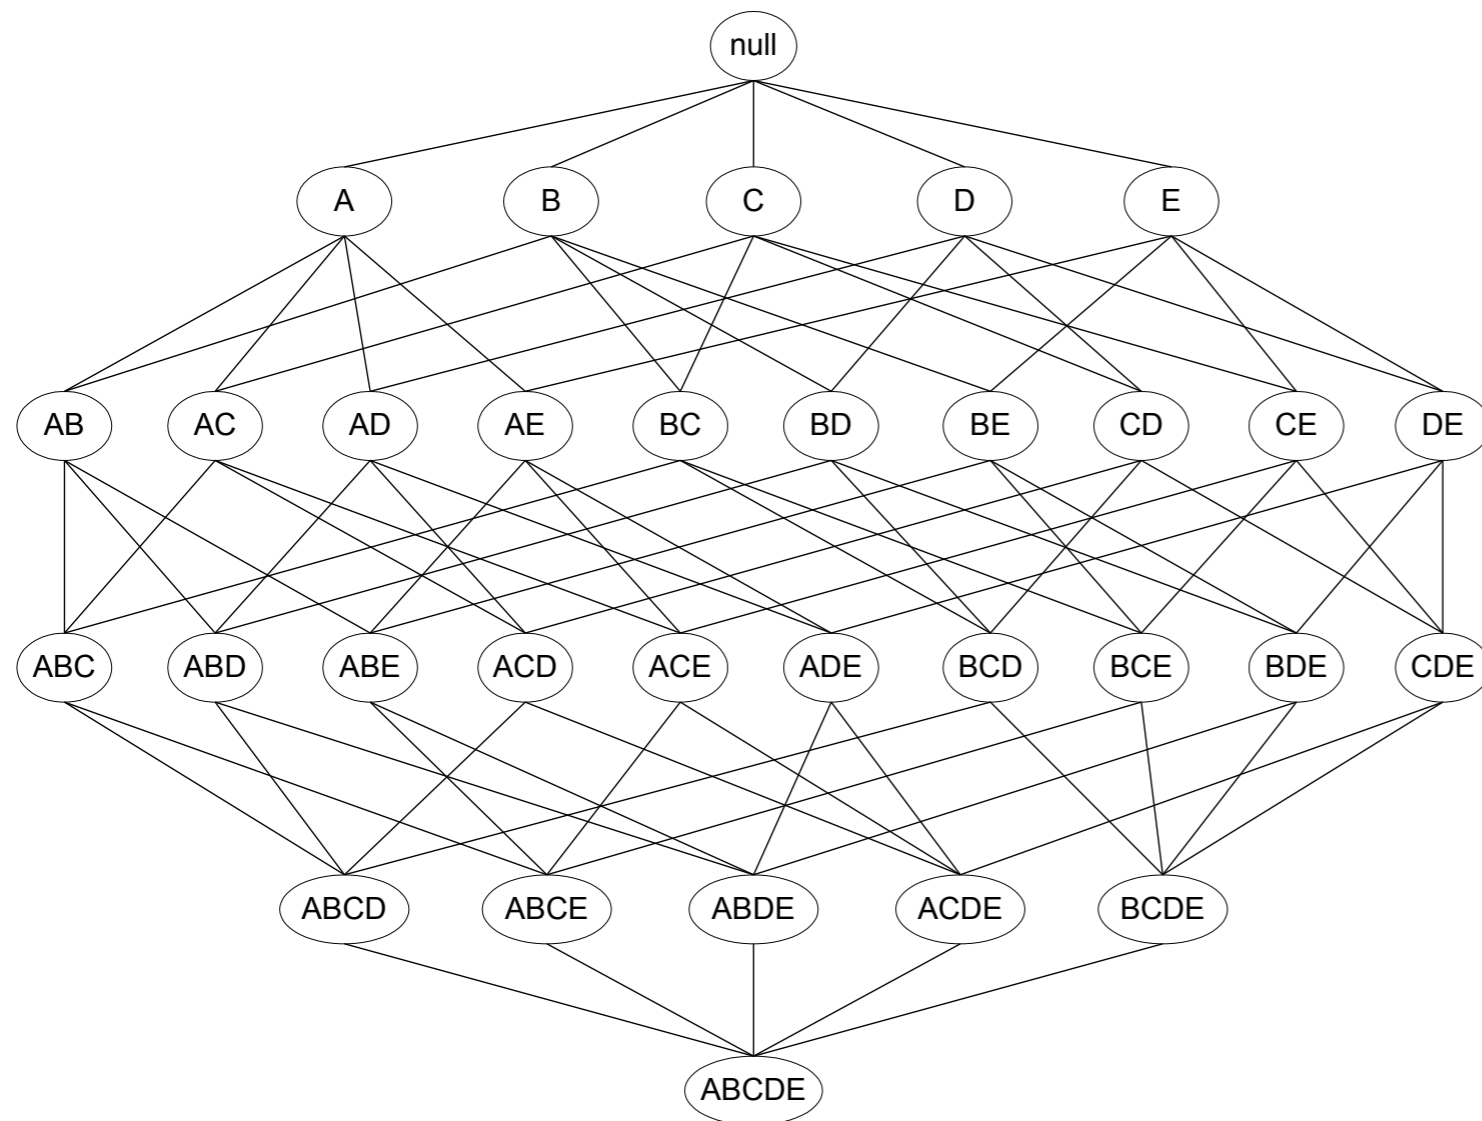 null
A B C D E
AB AC AD AE BC BD BE CD CE DE
ABC ABD ABE ACD ACE ADE BCD BCE BDE CDE
ABCD ABCE ABDE ACDE BCDE
ABCDE